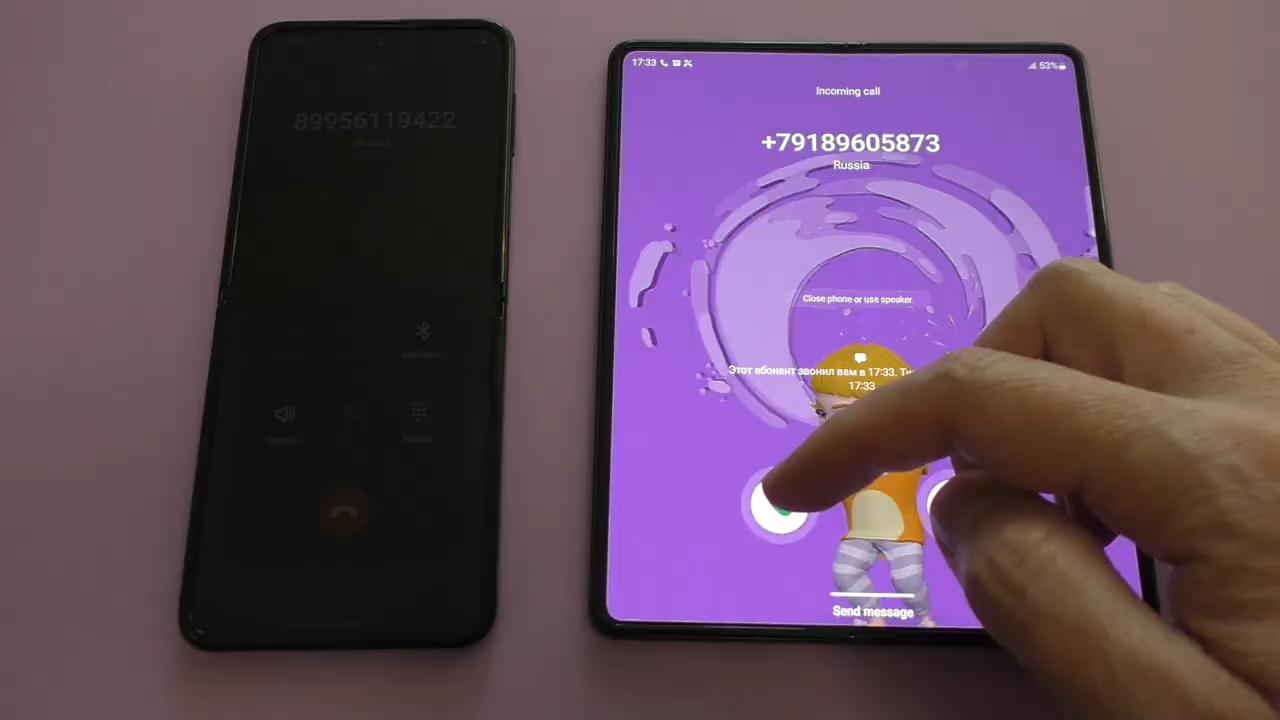 89956119422
Russia
17:33
53%
Incoming call
+79189605873
Russia
Close phone or use speaker
Этот абонент звонил вам в 17:33.
17:33
Send message